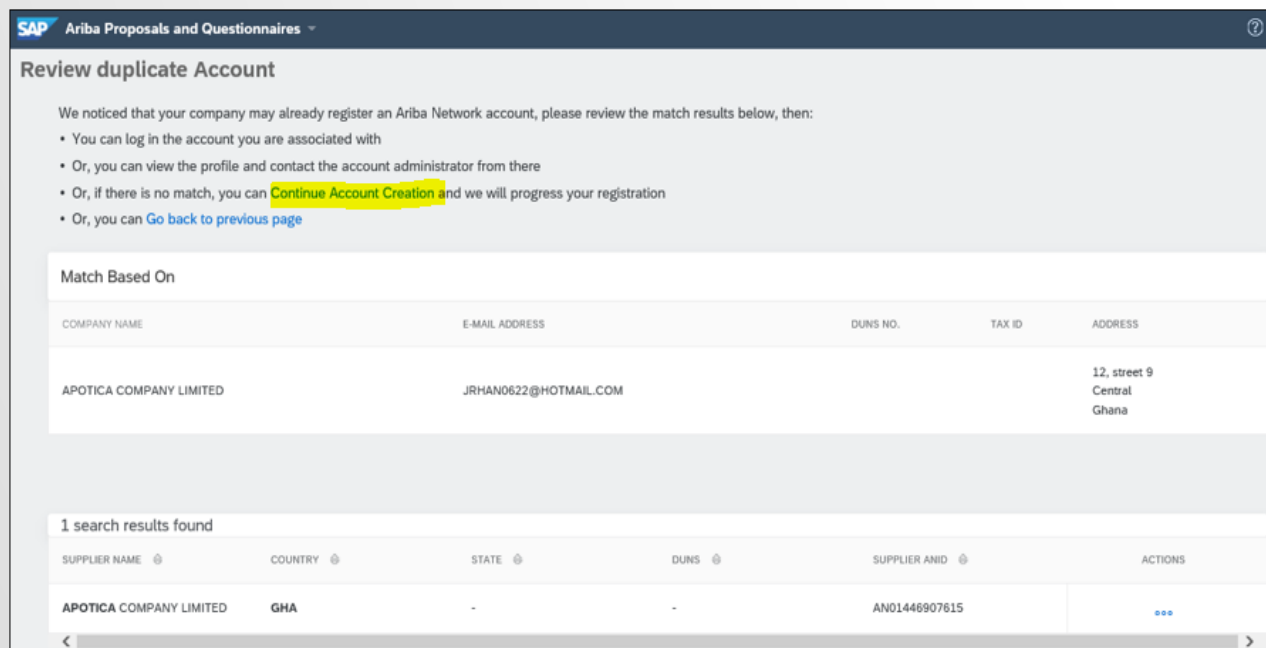 SAP Ariba Proposals and Questionnaires
Review duplicate Account
We noticed that your company may already register an Ariba Network account, please review the match results below, then:
• You can log in the account you are associated with
• Or, you can view the profile and contact the account administrator from there
• Or, if there is no match, you can Continue Account Creation and we will progress your registration
• Or, you can Go back to previous page
Match Based On
COMPANY NAME E-MAIL ADDRESS DUNS NO. TAX ID ADDRESS
APOTICA COMPANY LIMITED JRHAN0622@HOTMAIL.COM 12, street 9
Central
Ghana
1 search results found
SUPPLIER NAME COUNTRY STATE DUNS SUPPLIER ANID ACTIONS
APOTICA COMPANY LIMITED GHA - - AN01446907615